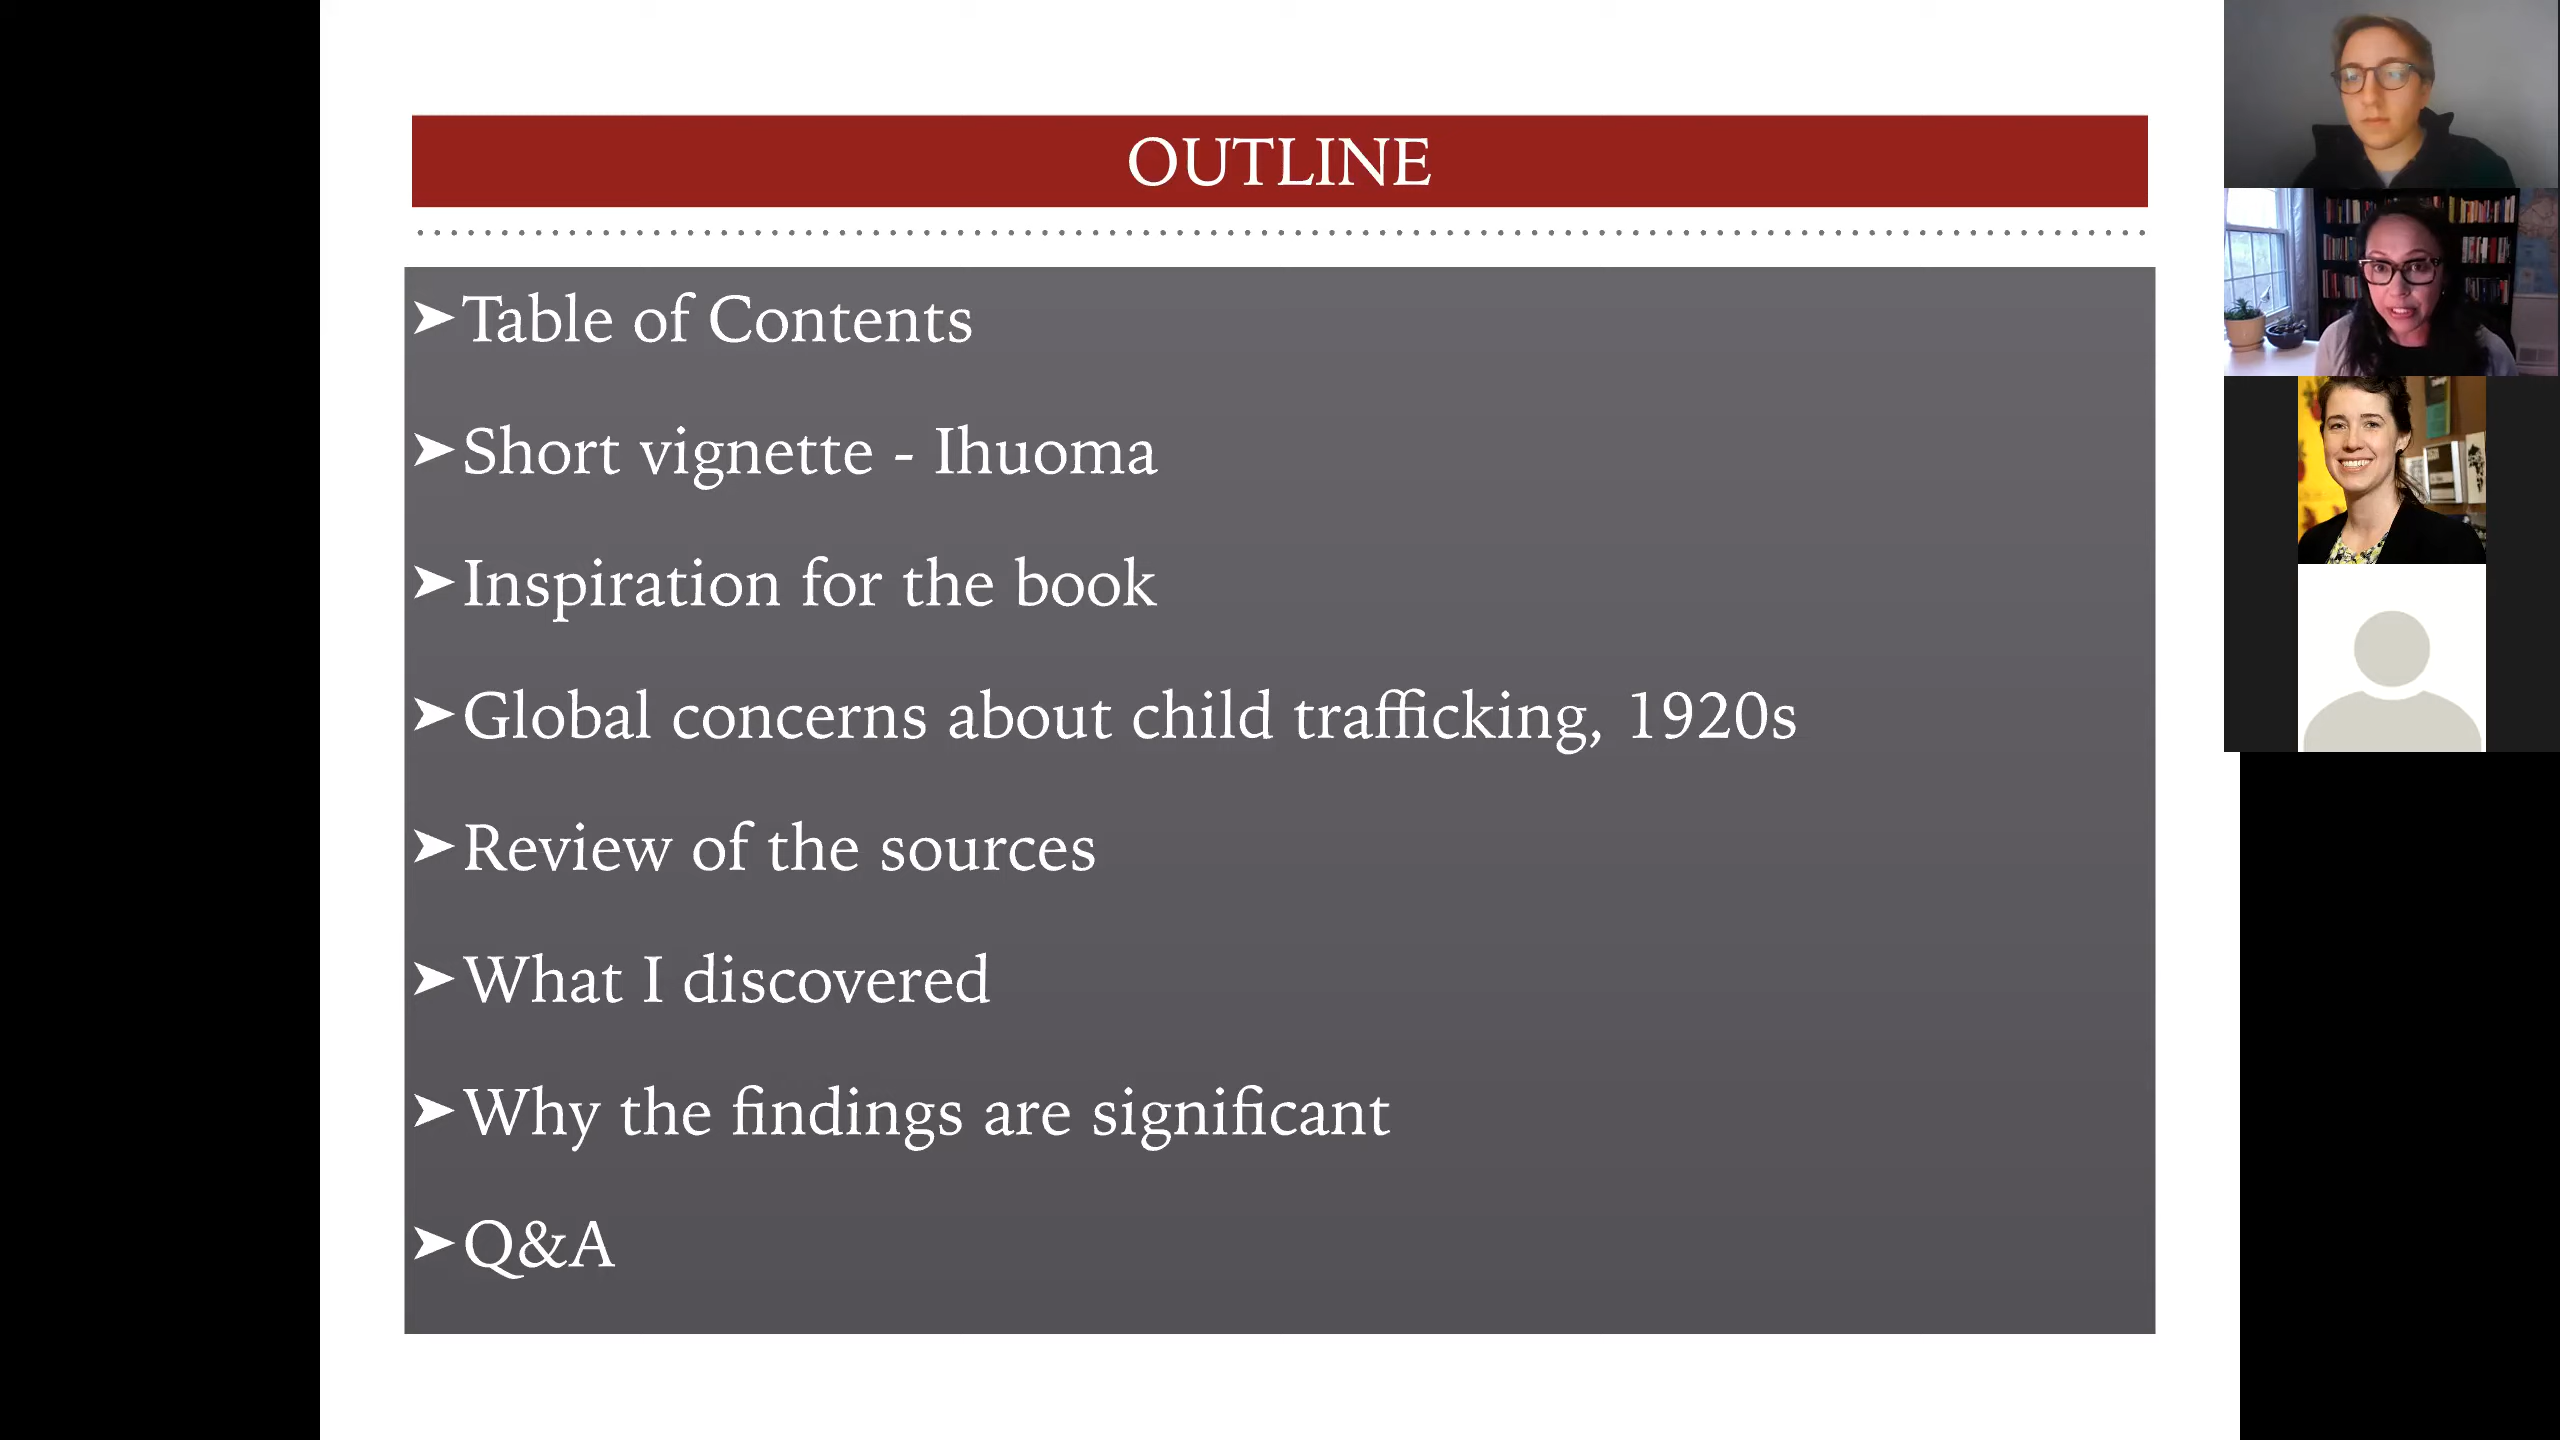 OUTLINE
➤Table of Contents
➤Short vignette - Ihuoma
➤Inspiration for the book
➤Global concerns about child trafficking, 1920s
➤Review of the sources
➤What I discovered
➤Why the findings are significant
➤Q&A